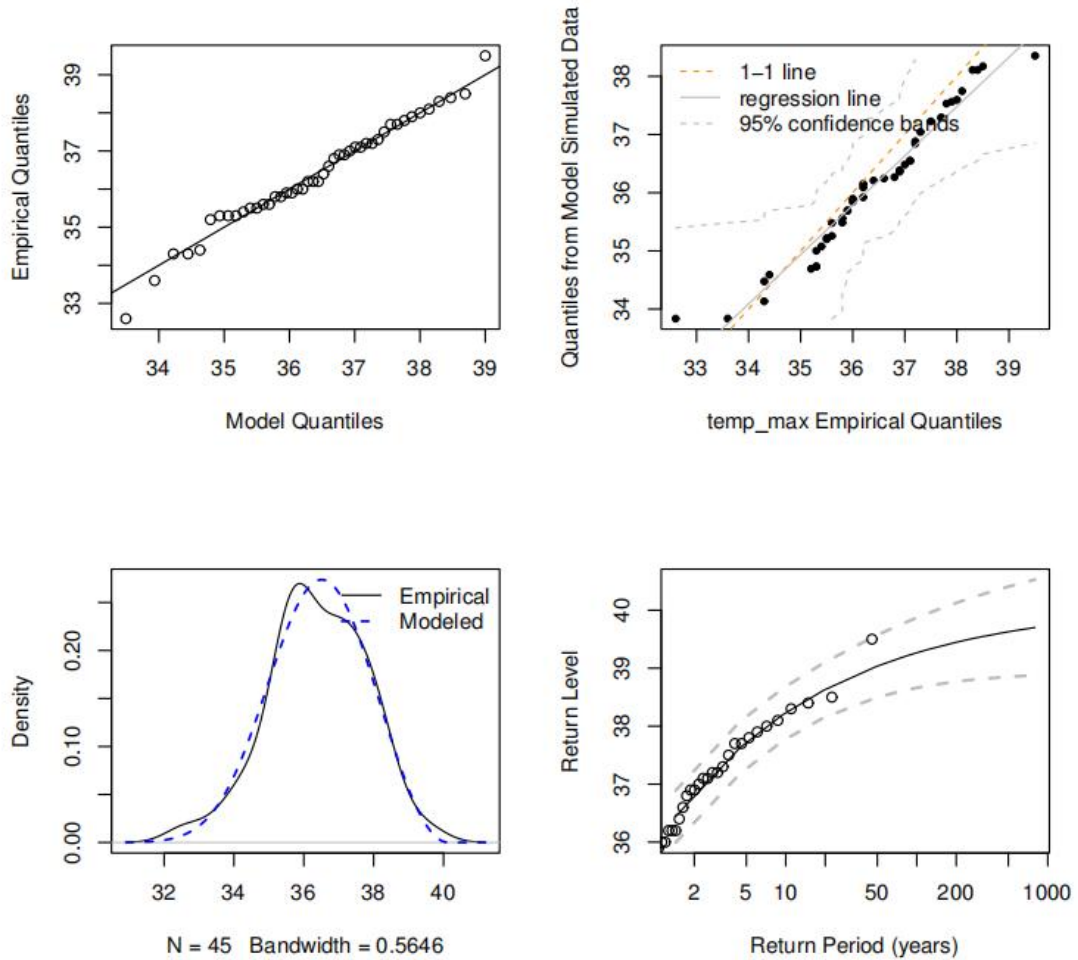 Empirical Quantiles
33 35 37 39
34 35 36 37 38 39
Model Quantiles
Quantiles from Model Simulated Data
34 35 36 37 38
1–1 line
regression line
95% confidence bands
33 34 35 36 37 38 39
temp_max Empirical Quantiles
Density
0.00 0.10 0.20
Empirical
Modeled
32 34 36 38 40
N = 45 Bandwidth = 0.5646
Return Level
36 37 38 39 40
2 5 10 50 200 1000
Return Period (years)